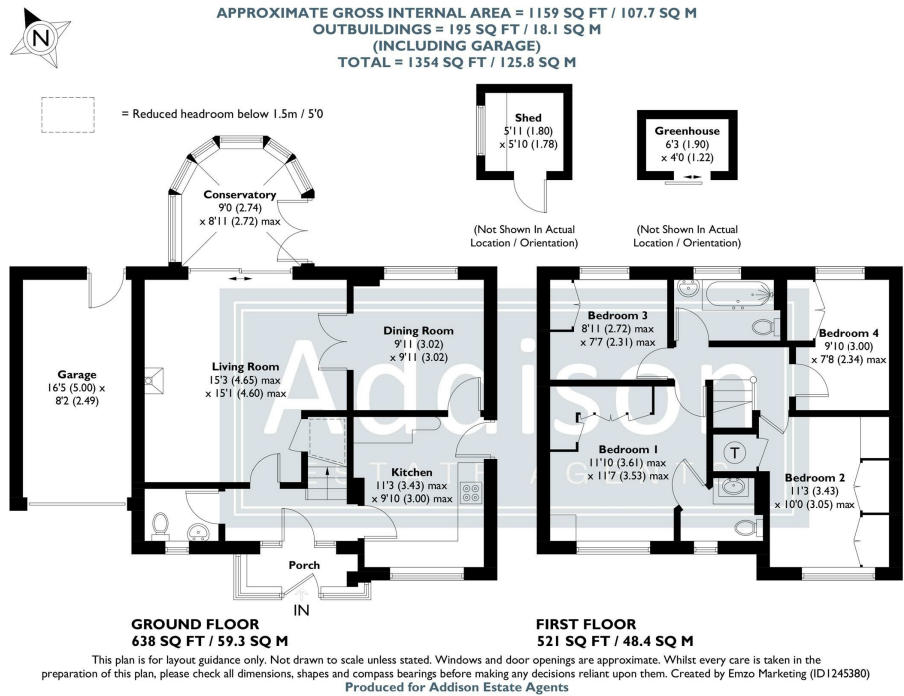 APPROXIMATE GROSS INTERNAL AREA = 1159 SQ FT / 107.7 SQ M
OUTBUILDINGS = 195 SQ FT / 18.1 SQ M
(INCLUDING GARAGE)
TOTAL = 1354 SQ FT / 125.8 SQ M
N
= Reduced headroom below 1.5m / 5'0
Shed
5'11 (1.80)
x 5'10 (1.78)
(Not Shown In Actual
Location / Orientation)
Greenhouse
6'3 (1.90)
x 4'0 (1.22)
(Not Shown In Actual
Location / Orientation)
Conservatory
9'0 (2.74)
x 8'11 (2.72) max
Garage
16'5 (5.00) x
8'2 (2.49)
Living Room
15'3 (4.65) max
x 15'1 (4.60) max
Dining Room
9'11 (3.02)
x 9'11 (3.02)
Kitchen
11'3 (3.43) max
x 9'10 (3.00) max
Porch
IN
Bedroom 3
8'11 (2.72) max
x 7'7 (2.31) max
Bedroom 4
9'10 (3.00)
x 7'8 (2.34) max
Bedroom 1
11'10 (3.61) max
x 11'7 (3.53) max
T
Bedroom 2
11'3 (3.43)
x 10'0 (3.05) max
Addison
ESTATE AGENTS
GROUND FLOOR
638 SQ FT / 59.3 SQ M
FIRST FLOOR
521 SQ FT / 48.4 SQ M
This plan is for layout guidance only. Not drawn to scale unless stated. Windows and door openings are approximate. Whilst every care is taken in the
preparation of this plan, please check all dimensions, shapes and compass bearings before making any decisions reliant upon them. Created by Emzo Marketing (ID1245380)
Produced for Addison Estate Agents